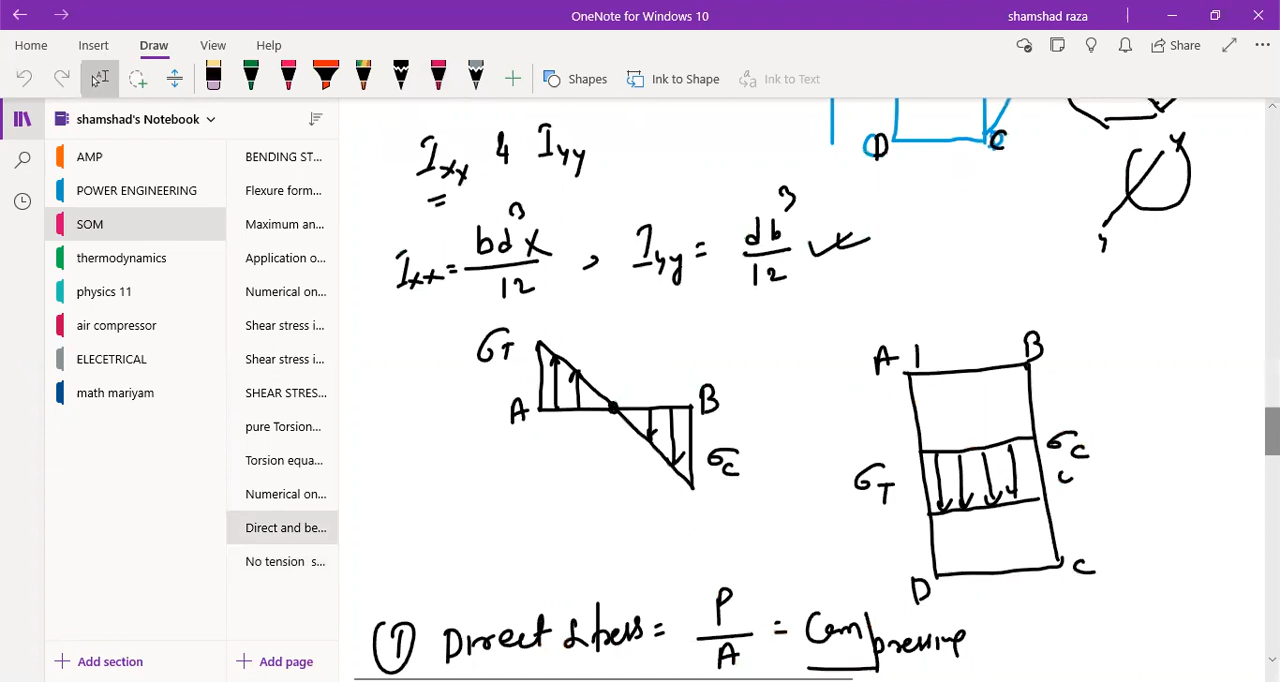 OneNote for Windows 10
shamshad raza
Home Insert Draw View Help
Share
Shapes
Ink to Shape
Ink to Text
shamshad's Notebook
AMP
POWER ENGINEERING
SOM
thermodynamics
physics 11
air compressor
ELECETRICAL
math mariyam
Add section
BENDING ST...
Flexure form...
Maximum an...
Application o...
Numerical on...
Shear stress i...
Shear stress i...
SHEAR STRES...
pure Torsion...
Torsion equa...
Numerical on...
Direct and be...
No tension s...
Add page
D C
Y
Y
Ixx & Iyy
Ixx = bd³/12 , Iyy = db³/12
σT
A B
σc
A B
σT σc
D C
① Direct stress = P/A = Compressive